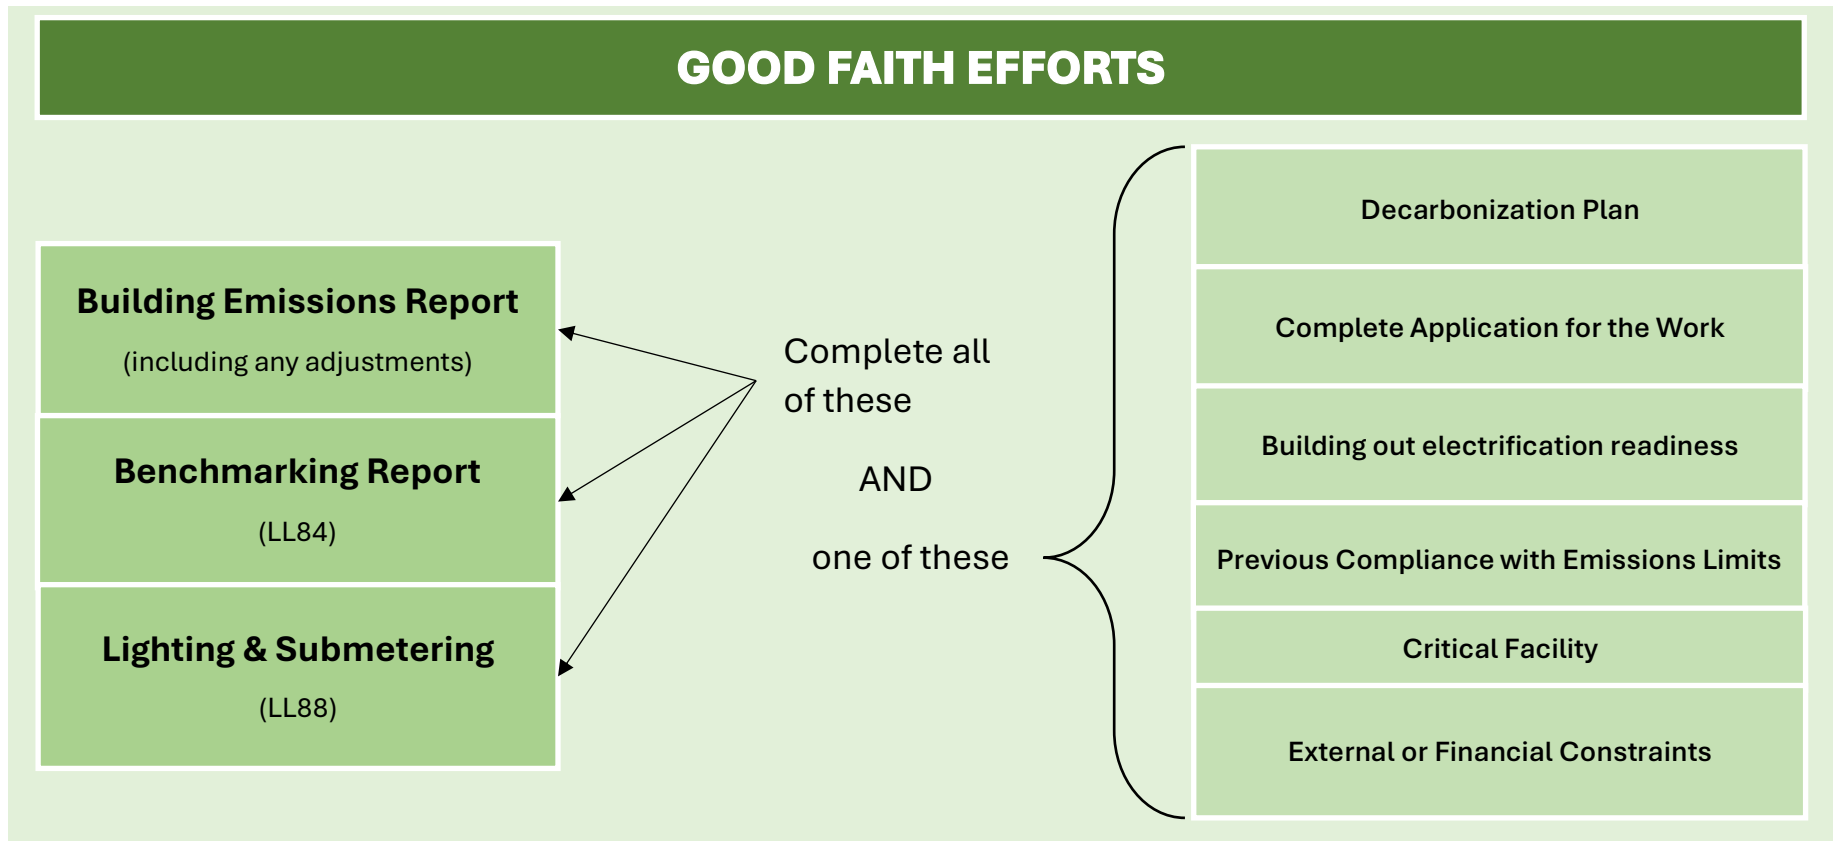 GOOD FAITH EFFORTS
Building Emissions Report
(including any adjustments)
Benchmarking Report
(LL84)
Lighting & Submetering
(LL88)
Complete all
of these
AND
one of these
Decarbonization Plan
Complete Application for the Work
Building out electrification readiness
Previous Compliance with Emissions Limits
Critical Facility
External or Financial Constraints